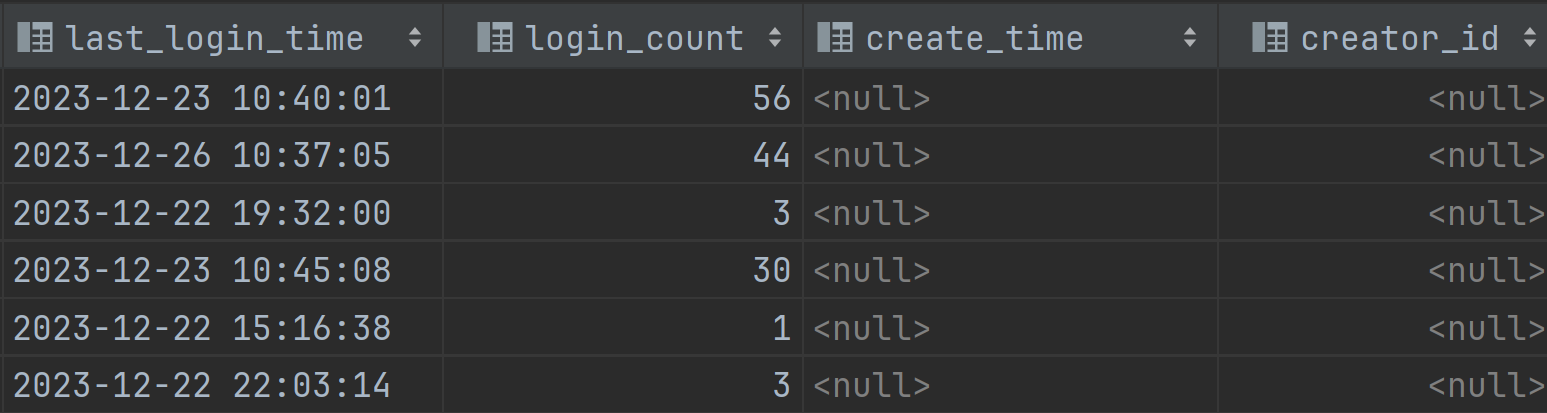 last_login_time login_count create_time creator_id
2023-12-23 10:40:01 56 <null> <null>
2023-12-26 10:37:05 44 <null> <null>
2023-12-22 19:32:00 3 <null> <null>
2023-12-23 10:45:08 30 <null> <null>
2023-12-22 15:16:38 1 <null> <null>
2023-12-22 22:03:14 3 <null> <null>